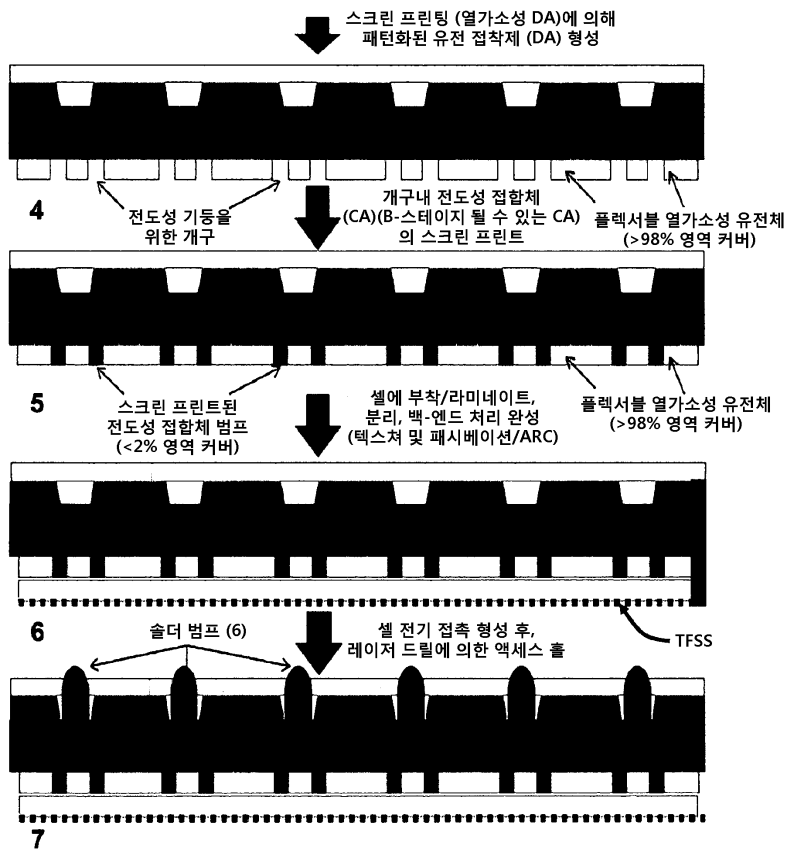 스크린 프린팅 (열가소성 DA)에 의해
패턴화된 유전 접착제 (DA) 형성
4
전도성 기둥을
위한 개구
개구내 전도성 접합체
(CA)(B-스테이지 될 수 있는 CA)
의 스크린 프린트
플렉서블 열가소성 유전체
(>98% 영역 커버)
5
스크린 프린트된
전도성 접합체 범프
(<2% 영역 커버)
셀에 부착/라미네이트,
분리, 백-엔드 처리 완성
(텍스쳐 및 패시베이션/ARC)
플렉서블 열가소성 유전체
(>98% 영역 커버)
6
솔더 범프 (6)
셀 전기 접촉 형성 후,
레이저 드릴에 의한 액세스 홀
TFSS
7